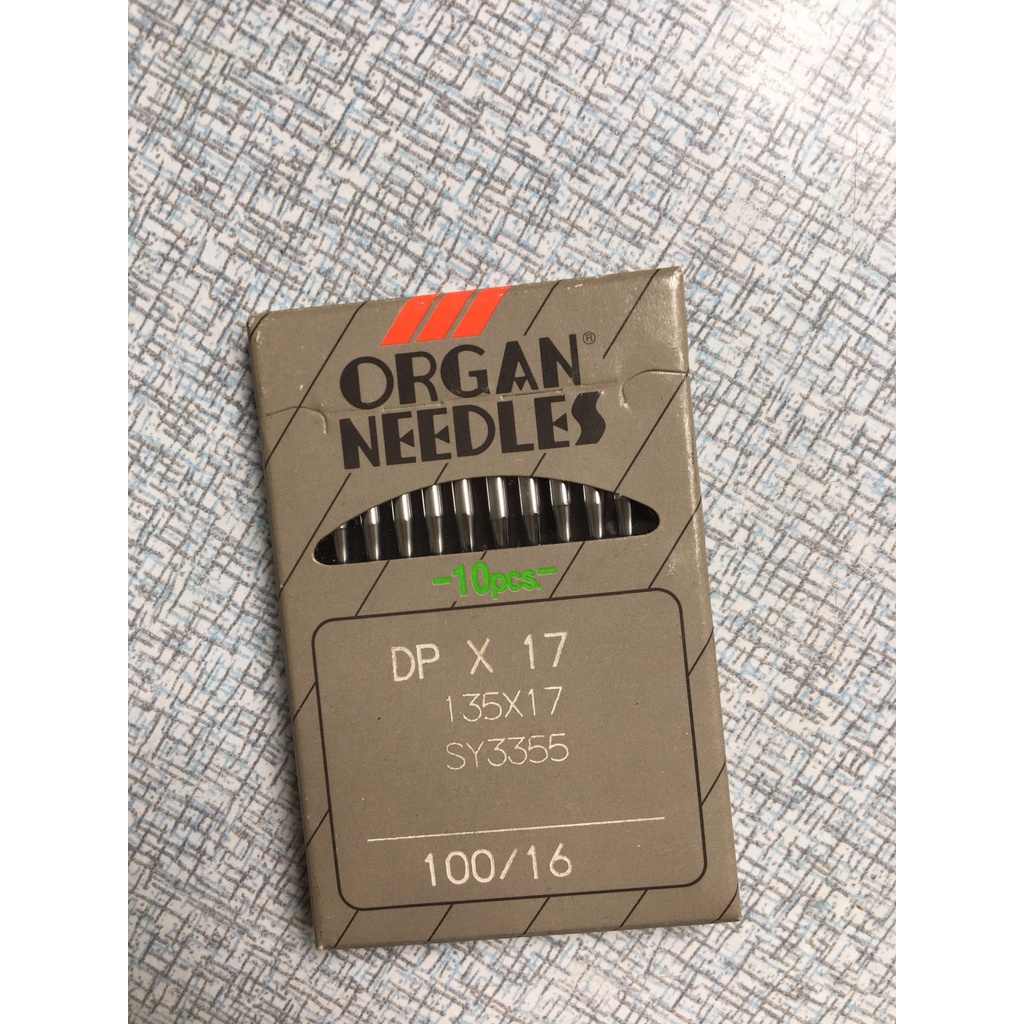 ORGAN®
NEEDLES
-10pcs.-
DP X 17
135X17
SY3355
100/16